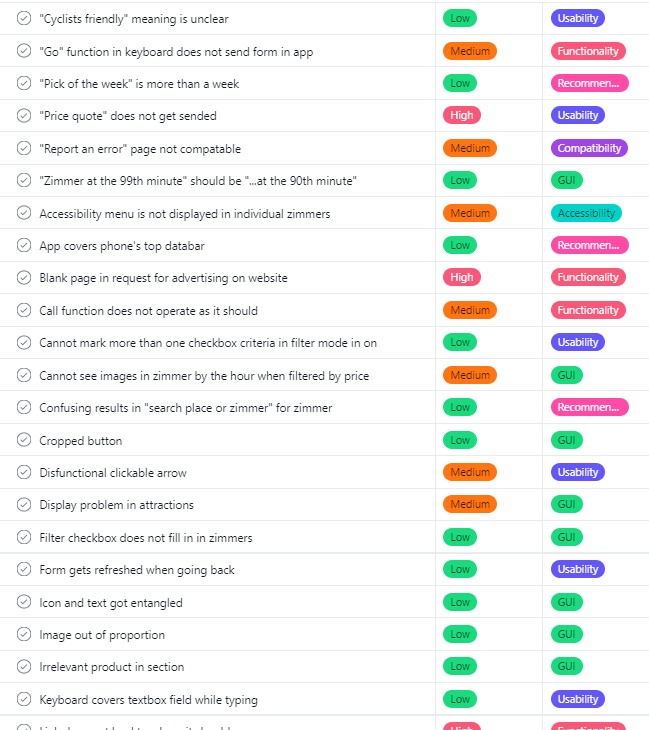 "Cyclists friendly" meaning is unclear Low Usability
"Go" function in keyboard does not send form in app Medium Functionality
"Pick of the week" is more than a week Low Recommen...
"Price quote" does not get sended High Usability
"Report an error" page not compatable Medium Compatibility
"Zimmer at the 99th minute" should be "...at the 90th minute" Low GUI
Accessibility menu is not displayed in individual zimmers Medium Accessibility
App covers phone's top databar Low Recommen...
Blank page in request for advertising on website High Functionality
Call function does not operate as it should Medium Functionality
Cannot mark more than one checkbox criteria in filter mode in on Low Usability
Cannot see images in zimmer by the hour when filtered by price Medium GUI
Confusing results in "search place or zimmer" for zimmer Low Recommen...
Cropped button Low GUI
Disfunctional clickable arrow Medium Usability
Display problem in attractions Medium GUI
Filter checkbox does not fill in in zimmers Low GUI
Form gets refreshed when going back Low Usability
Icon and text got entangled Low GUI
Image out of proportion Low GUI
Irrelevant product in section Low GUI
Keyboard covers textbox field while typing Low Usability
High Functionality